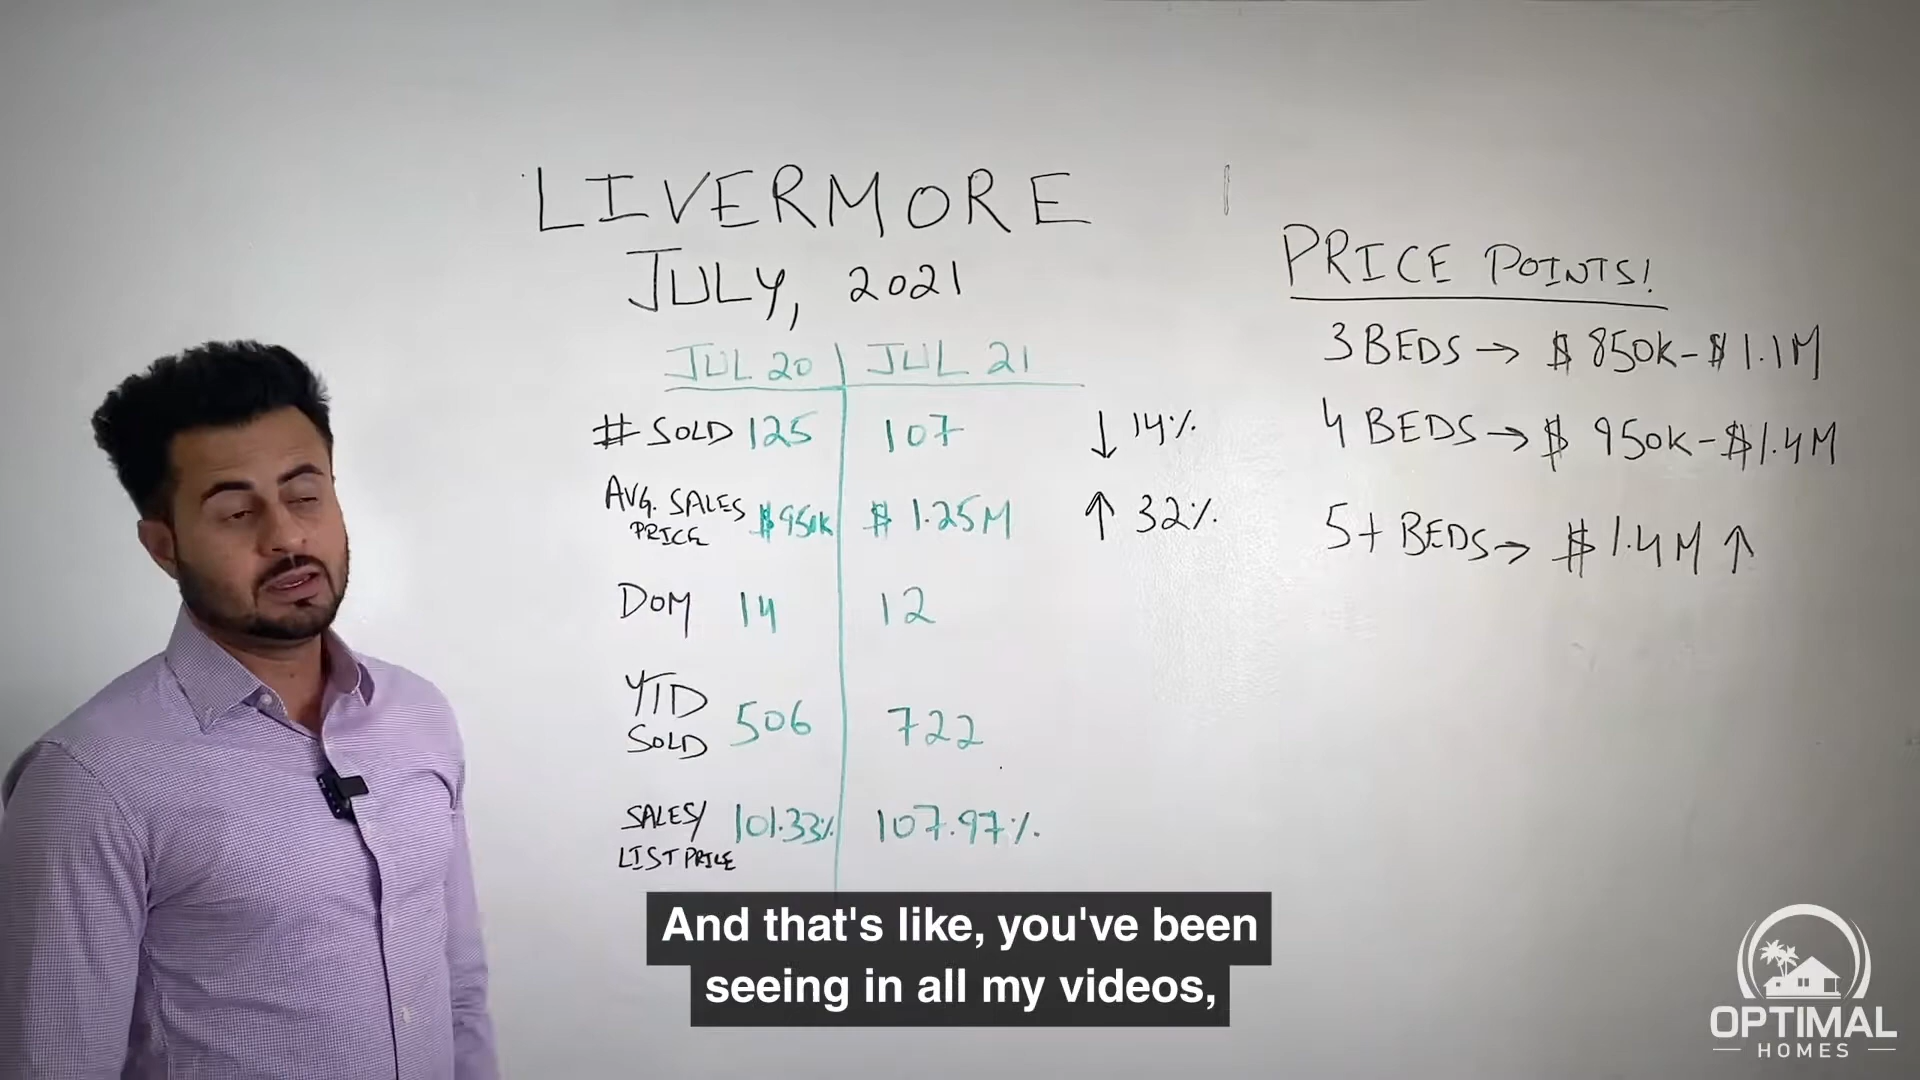 LIVERMORE
JULY, 2021
JUL 20 JUL 21
# SOLD 125 107 ↓ 14%
AVG. SALES PRICE $950K $1.25M ↑ 32%
DOM 14 12
YTD SOLD 506 722
SALES/ LIST PRICE 101.33% 107.97%
PRICE POINTS!
3 BEDS → $850K-$1.1M
4 BEDS → $950K-$1.4M
5+ BEDS → $1.4M ↑
And that's like, you've been
seeing in all my videos,
OPTIMAL
HOMES